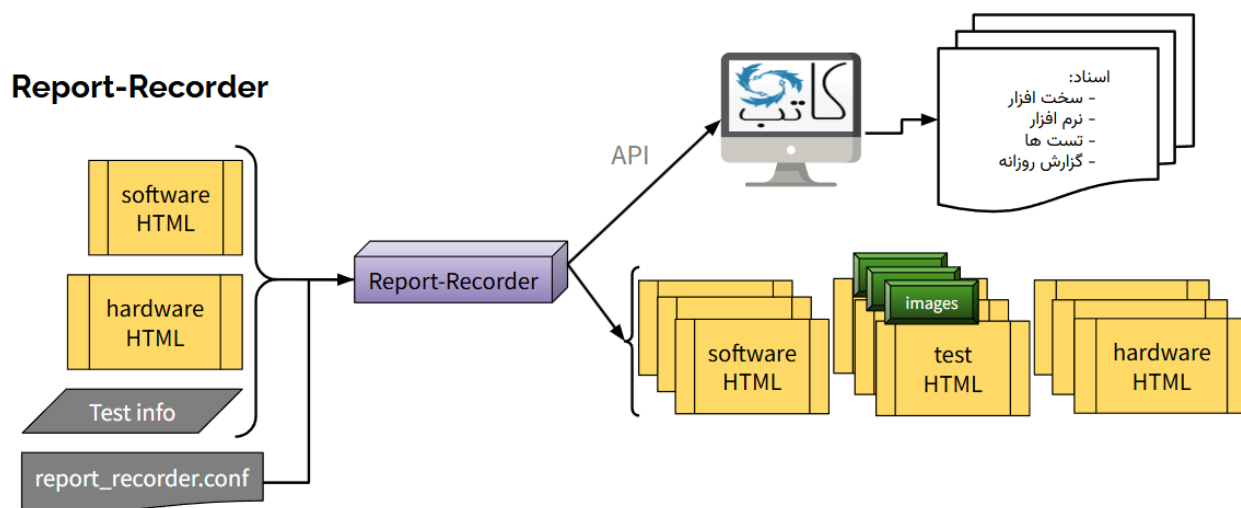 Report-Recorder
software
HTML
hardware
HTML
Test info
report_recorder.conf
Report-Recorder
API
کاتب
اسناد:
- سخت افزار
- نرم افزار
- تست ها
- گزارش روزانه
software
HTML
images
test
HTML
hardware
HTML